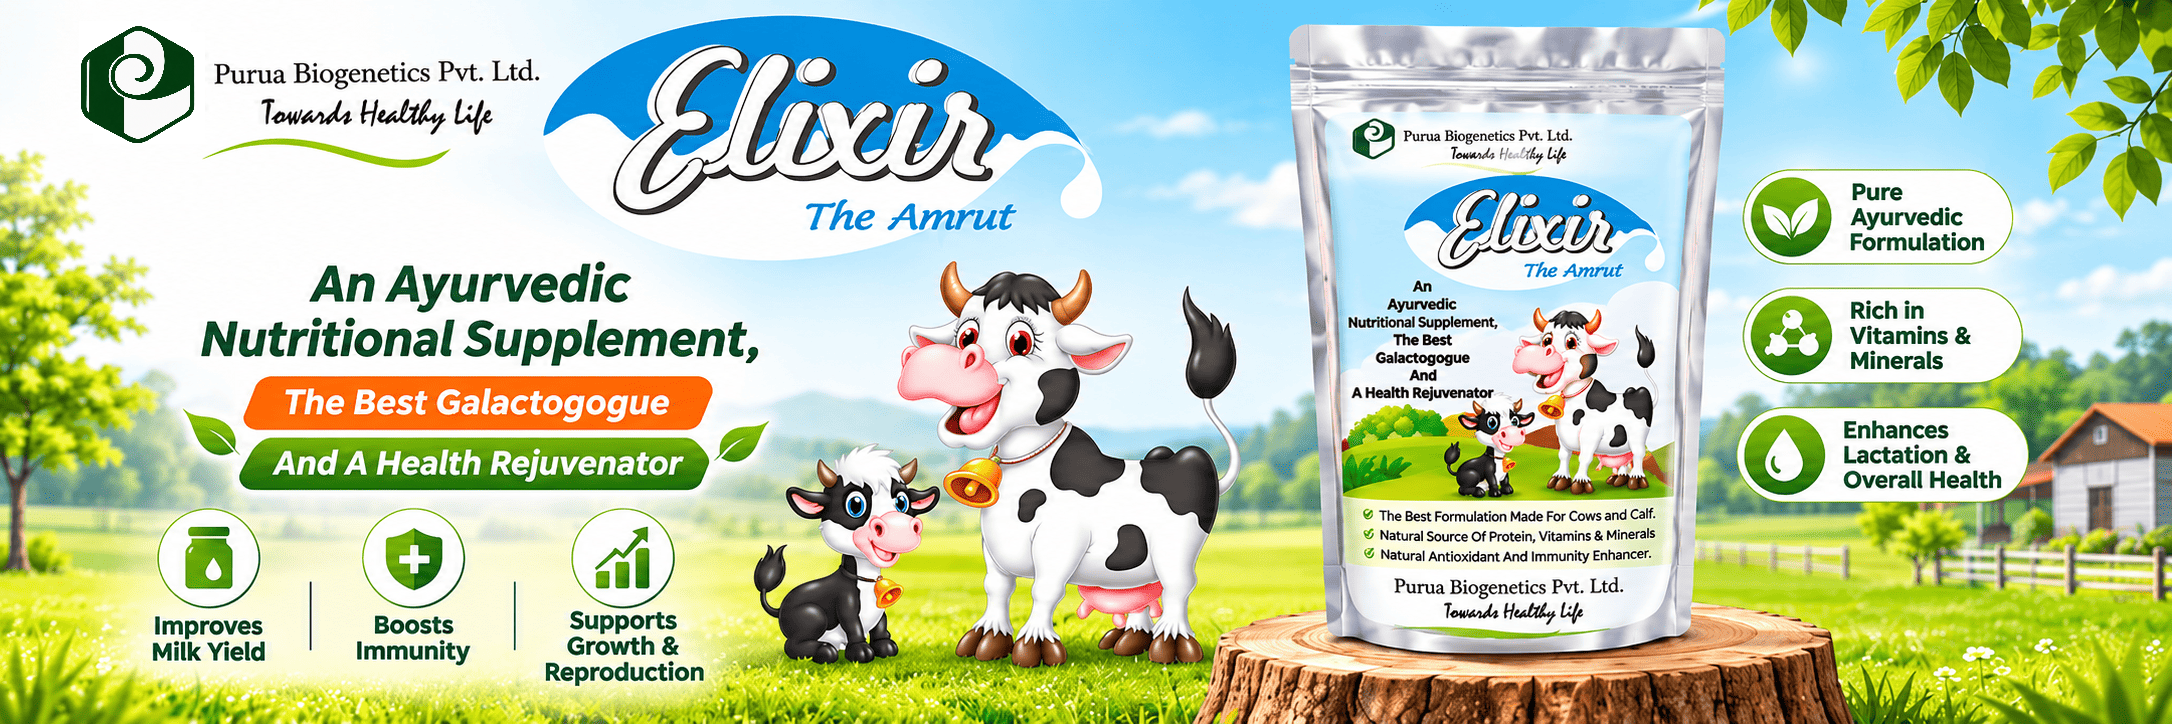 Purua Biogenetics Pvt. Ltd.
Towards Healthy Life
Elixir
The Amrut
An Ayurvedic
Nutritional Supplement,
The Best Galactogogue
And A Health Rejuvenator
Improves
Milk Yield
Boosts
Immunity
Supports
Growth &
Reproduction
Purua Biogenetics Pvt. Ltd.
Towards Healthy Life
Elixir
The Amrut
An
Ayurvedic
Nutritional Supplement,
The Best
Galactogogue
And
A Health Rejuvenator
The Best Formulation Made For Cows and Calf.
Natural Source Of Protein, Vitamins & Minerals
Natural Antioxidant And Immunity Enhancer.
Purua Biogenetics Pvt. Ltd.
Towards Healthy Life
Pure
Ayurvedic
Formulation
Rich in
Vitamins &
Minerals
Enhances
Lactation &
Overall Health